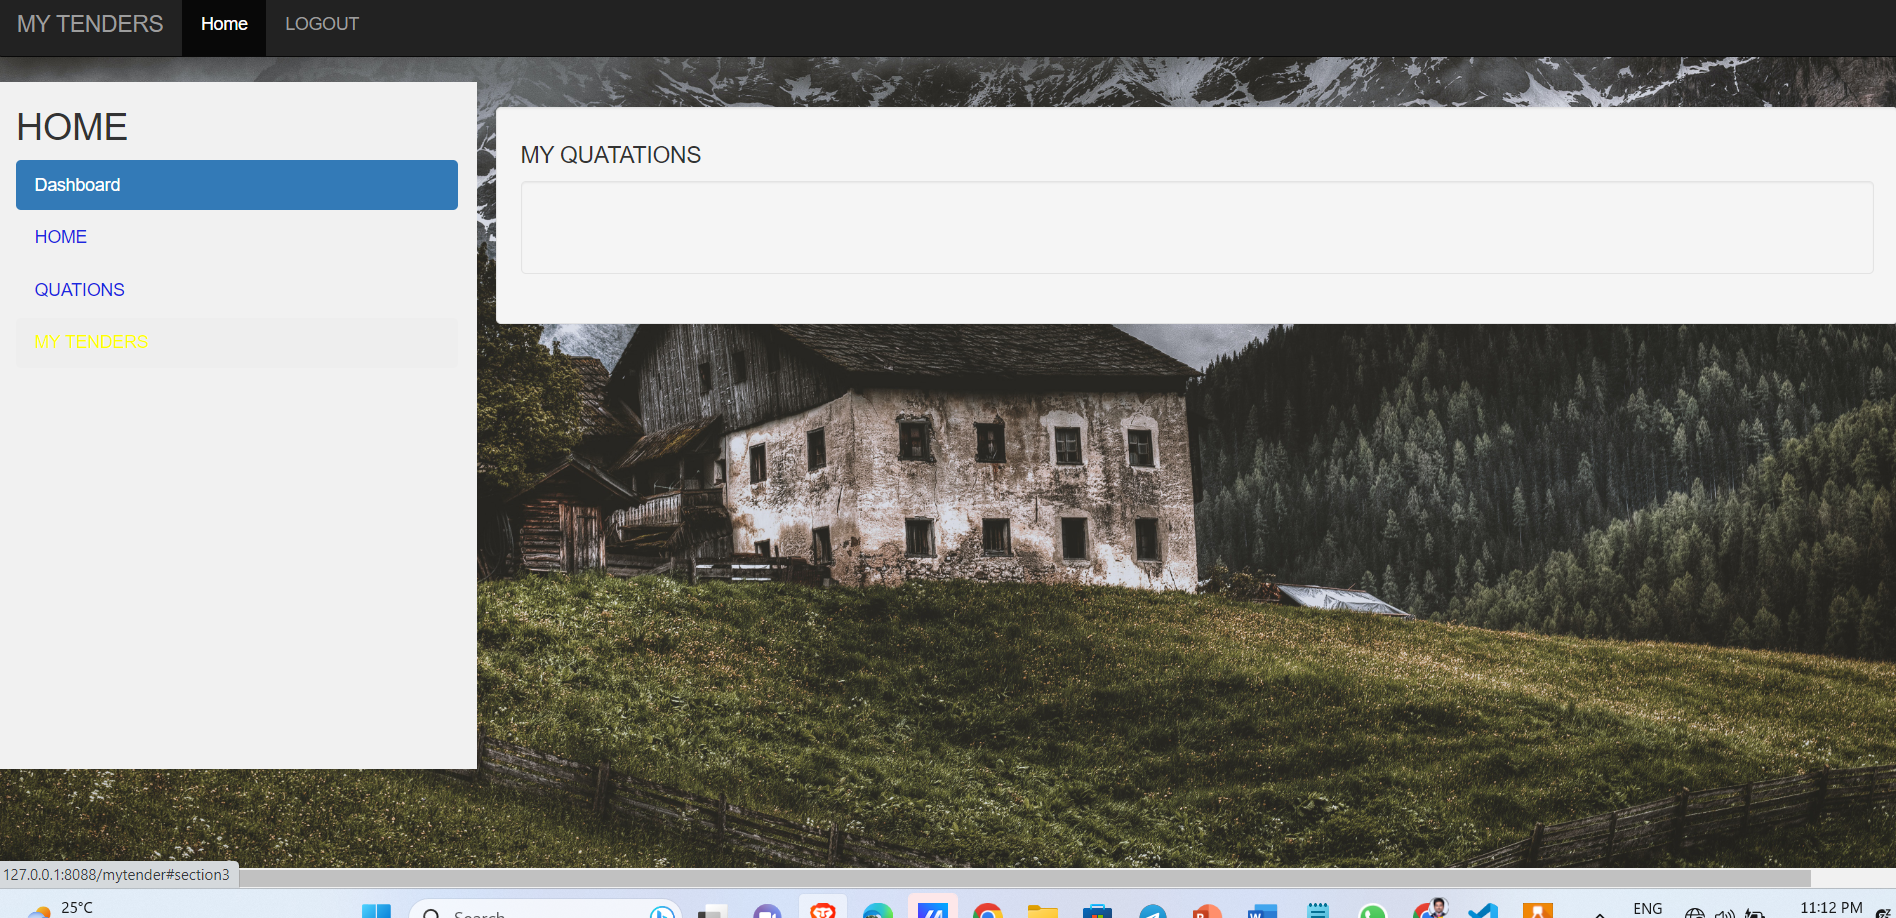 MY TENDERS Home LOGOUT
HOME
Dashboard
HOME
QUATIONS
MY TENDERS
MY QUATATIONS
127.0.0.1:8088/mytender#section3
25°C
Search
ENG
11:12 PM